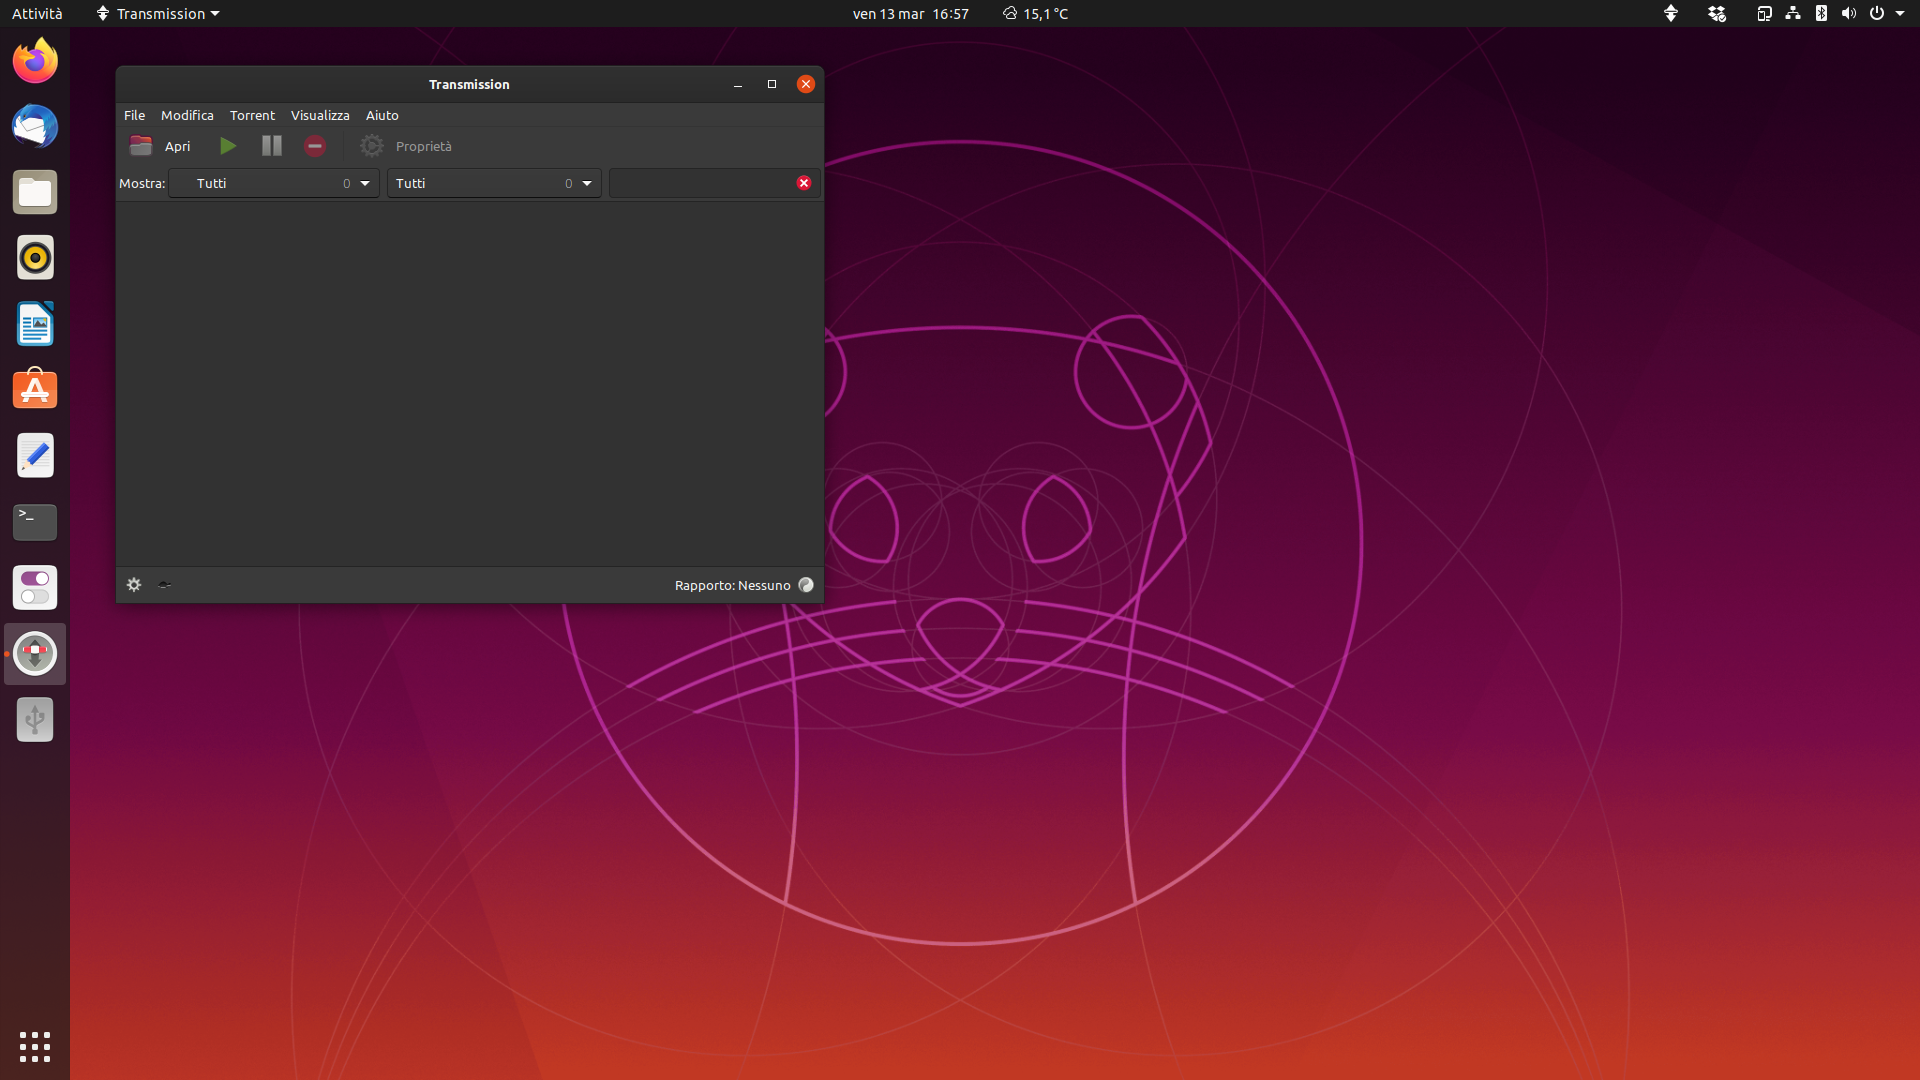 Attività Transmission ven 13 mar 16:57 15,1 °C
Transmission
File Modifica Torrent Visualizza Aiuto
Apri Proprietà
Mostra: Tutti 0 Tutti 0
>_
Rapporto: Nessuno